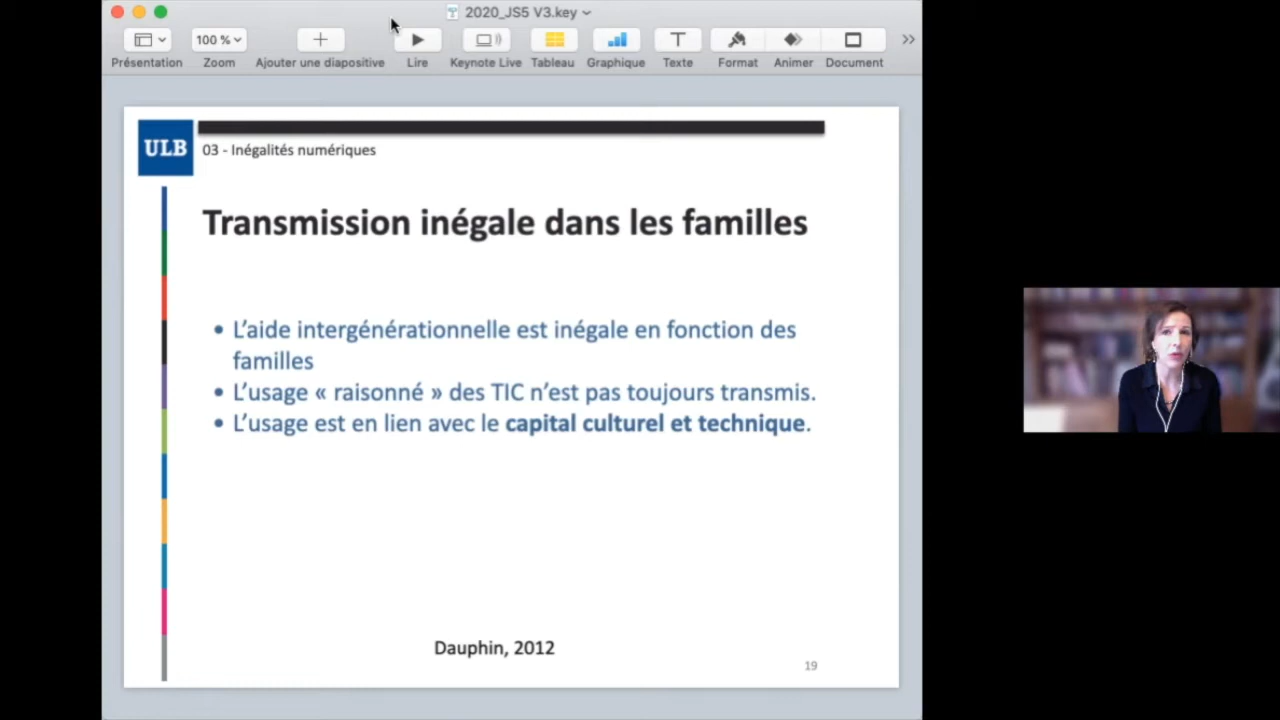 2020_JS5 V3.key
100 %
Présentation
Zoom
Ajouter une diapositive
Lire
Keynote Live
Tableau
Graphique
Texte
Format
Animer
Document
ULB
03 - Inégalités numériques
Transmission inégale dans les familles
• L'aide intergénérationnelle est inégale en fonction des
familles
• L'usage « raisonné » des TIC n'est pas toujours transmis.
• L'usage est en lien avec le capital culturel et technique.
Dauphin, 2012
19